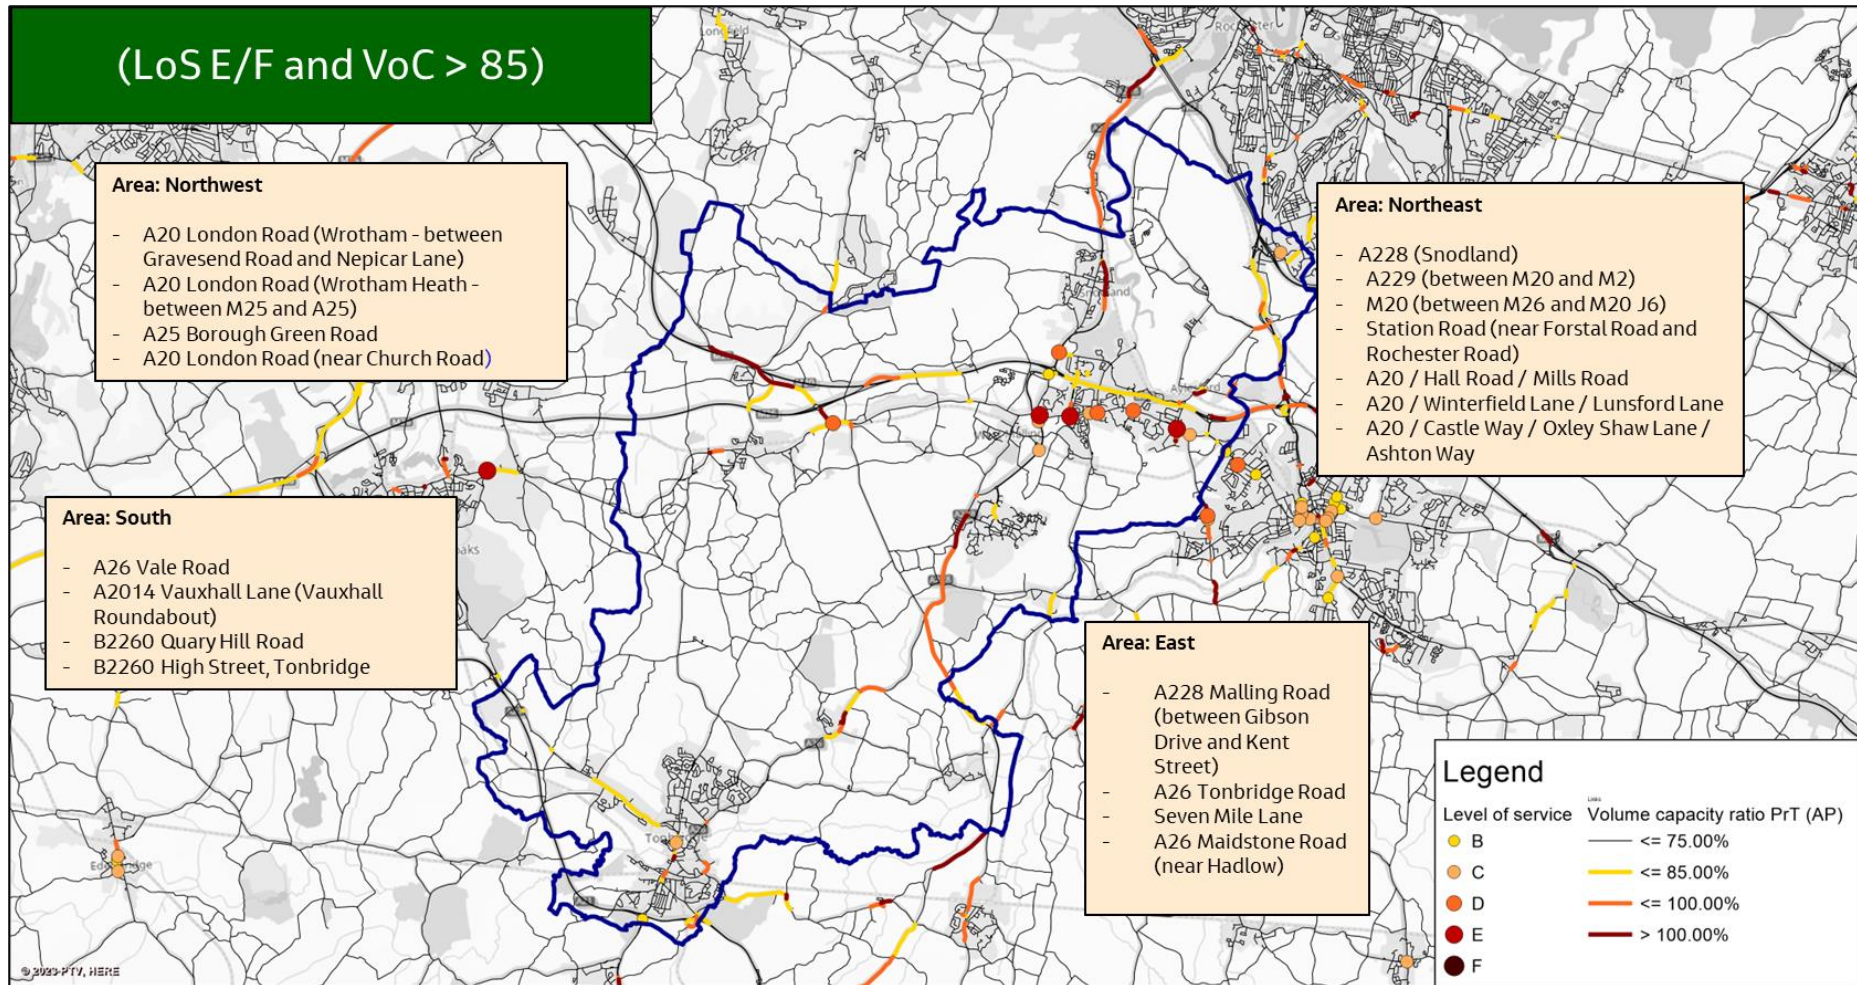 (LoS E/F and VoC > 85)
Longfield
Rochester
Area: Northwest
- A20 London Road (Wrotham - between
Gravesend Road and Nepicar Lane)
- A20 London Road (Wrotham Heath -
between M25 and A25)
- A25 Borough Green Road
- A20 London Road (near Church Road)
Area: Northeast
- A228 (Snodland)
- A229 (between M20 and M2)
- M20 (between M26 and M20 J6)
- Station Road (near Forstal Road and
Rochester Road)
- A20 / Hall Road / Mills Road
- A20 / Winterfield Lane / Lunsford Lane
- A20 / Castle Way / Oxley Shaw Lane /
Ashton Way
Snodland
Aylesford
Area: South
- A26 Vale Road
- A2014 Vauxhall Lane (Vauxhall
Roundabout)
- B2260 Quary Hill Road
- B2260 High Street, Tonbridge
oaks
Area: East
- A228 Malling Road
(between Gibson
Drive and Kent
Street)
- A26 Tonbridge Road
- Seven Mile Lane
- A26 Maidstone Road
(near Hadlow)
Edenbridge
Legend
Level of service
B
C
D
E
F
Links
Volume capacity ratio PrT (AP)
<= 75.00%
<= 85.00%
<= 100.00%
> 100.00%
© 2023 PTV, HERE